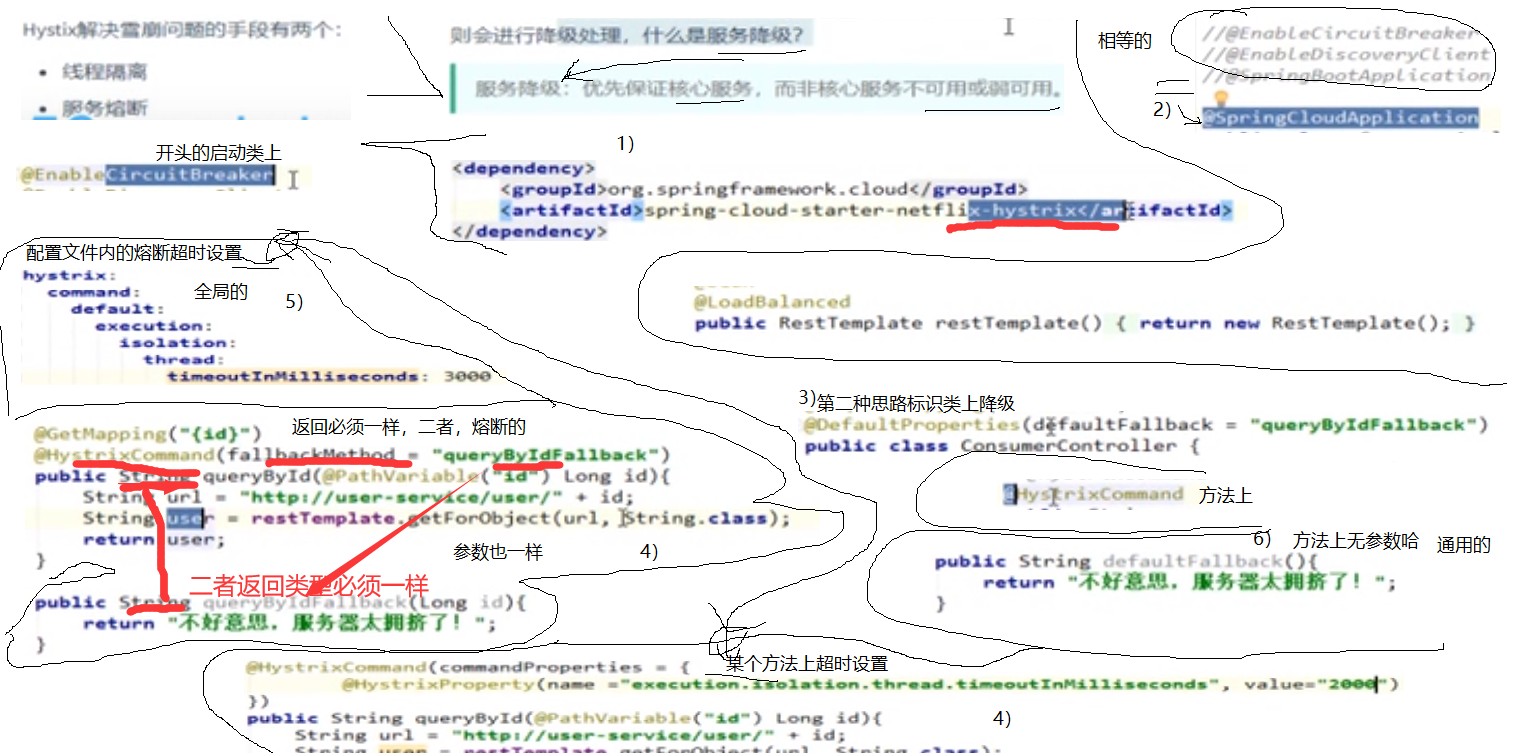 Hystix解决雪崩问题的手段有两个：
• 线程隔离
• 服务熔断
则会进行降级处理，什么是服务降级？
服务降级：优先保证核心服务，而非核心服务不可用或弱可用。
相等的
//@EnableCircuitBreaker
//@EnableDiscoveryClient
//@SpringBootApplication
2)
@SpringCloudApplication
开头的启动类上
@EnableCircuitBreaker
1)
<dependency>
<groupId>org.springframework.cloud</groupId>
<artifactId>spring-cloud-starter-netflix-hystrix</artifactId>
</dependency>
@LoadBalanced
public RestTemplate restTemplate() { return new RestTemplate(); }
配置文件内的熔断超时设置
全局的
5)
hystrix:
command:
default:
execution:
isolation:
thread:
timeoutInMilliseconds: 3000
返回必须一样，二者，熔断的
@GetMapping("{id}")
@HystrixCommand(fallbackMethod = "queryByIdFallback")
public String queryById(@PathVariable("id") Long id){
String url = "http://user-service/user/" + id;
String user = restTemplate.getForObject(url, String.class);
return user;
}
参数也一样
4)
二者返回类型必须一样
public String queryByIdFallback(Long id){
return "不好意思，服务器太拥挤了！";
}
3)
第二种思路标识类上降级
@DefaultProperties(defaultFallback = "queryByIdFallback")
public class ConsumerController {
@HystrixCommand
方法上
6)
方法上无参数哈
通用的
public String defaultFallback(){
return "不好意思，服务器太拥挤了！";
}
某个方法上超时设置
@HystrixCommand(commandProperties = {
@HystrixProperty(name ="execution.isolation.thread.timeoutInMilliseconds", value="2000")
})
public String queryById(@PathVariable("id") Long id){
4)
String url = "http://user-service/user/" + id;
String user = restTemplate.getForObject(url, String.class);